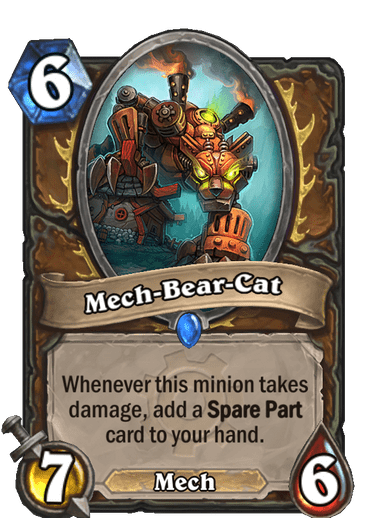 6
Mech-Bear-Cat
Whenever this minion takes
damage, add a Spare Part
card to your hand.
7
Mech
6